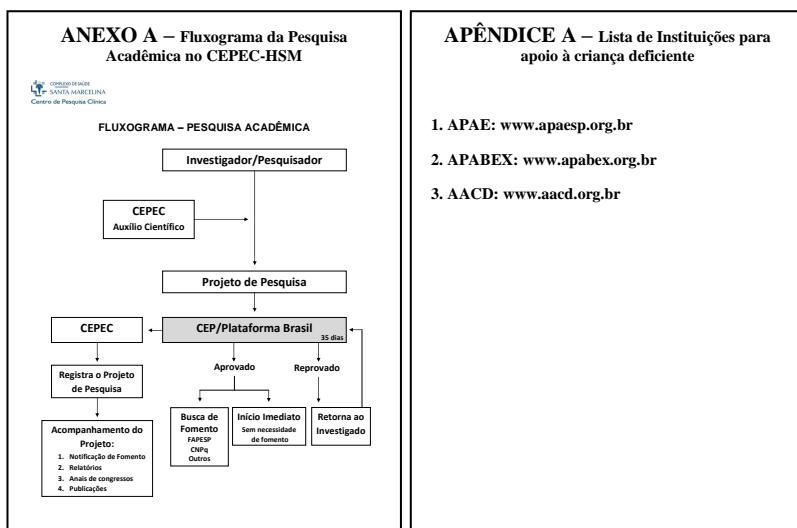 ANEXO A – Fluxograma da Pesquisa
Acadêmica no CEPEC-HSM
COMPLEXO DE SAÚDE
SANTA MARCELINA
Centro de Pesquisa Clínica
FLUXOGRAMA – PESQUISA ACADÊMICA
Investigador/Pesquisador
CEPEC
Auxílio Científico
Projeto de Pesquisa
CEPEC
CEP/Plataforma Brasil
35 dias
Aprovado
Reprovado
Registra o Projeto
de Pesquisa
Busca de
Fomento
FAPESP
CNPq
Outros
Início Imediato
Sem necessidade
de fomento
Retorna ao
Investigado
Acompanhamento do
Projeto:
1. Notificação de Fomento
2. Relatórios
3. Anais de congressos
4. Publicações
APÊNDICE A – Lista de Instituições para
apoio à criança deficiente
1. APAE: www.apaesp.org.br
2. APABEX: www.apabex.org.br
3. AACD: www.aacd.org.br